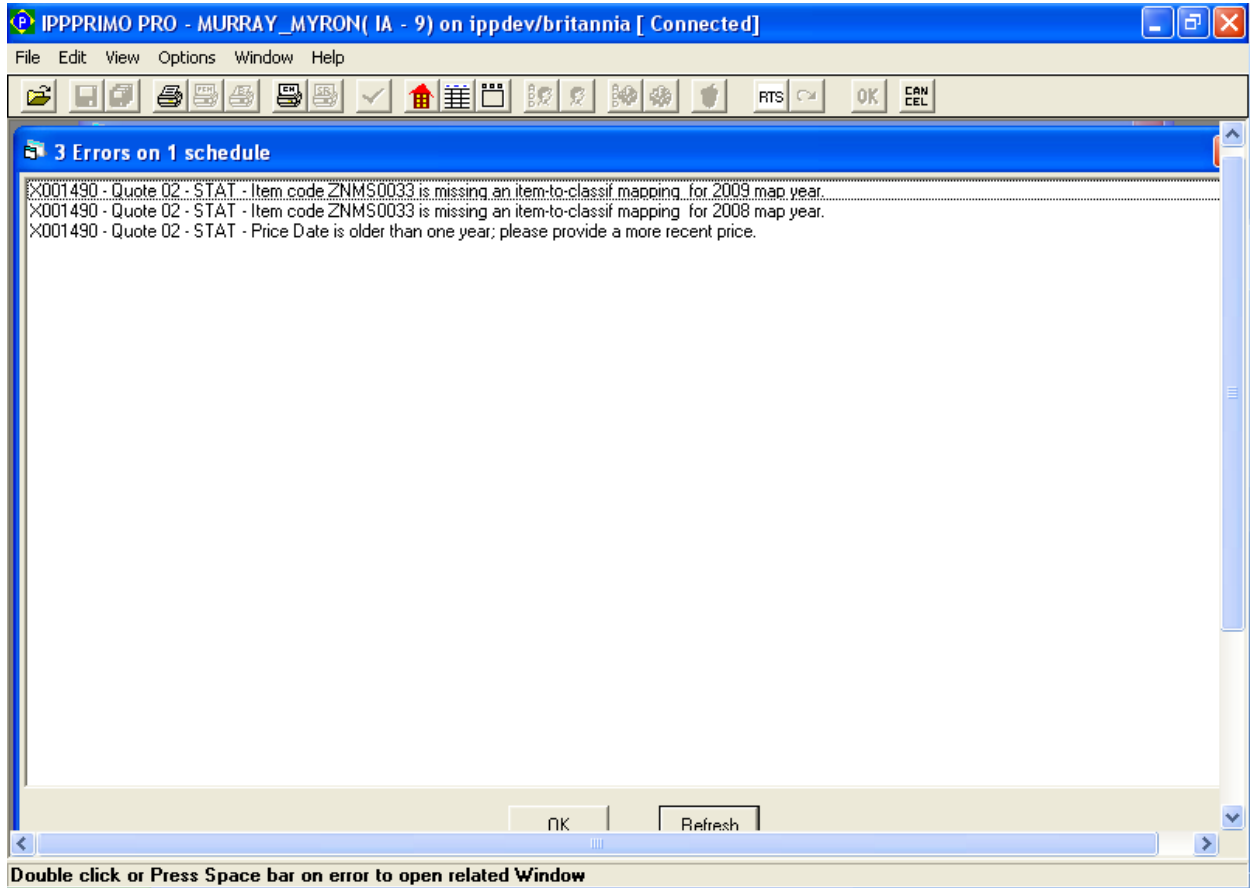 IPPPRIMO PRO - MURRAY_MYRON( IA - 9) on ippdev/britannia [ Connected]
File Edit View Options Window Help
RTS OK CAN CEL
3 Errors on 1 schedule
X001490 - Quote 02 - STAT - Item code ZNMS0033 is missing an item-to-classif mapping for 2009 map year.
X001490 - Quote 02 - STAT - Item code ZNMS0033 is missing an item-to-classif mapping for 2008 map year.
X001490 - Quote 02 - STAT - Price Date is older than one year; please provide a more recent price.
OK Refresh
Double click or Press Space bar on error to open related Window